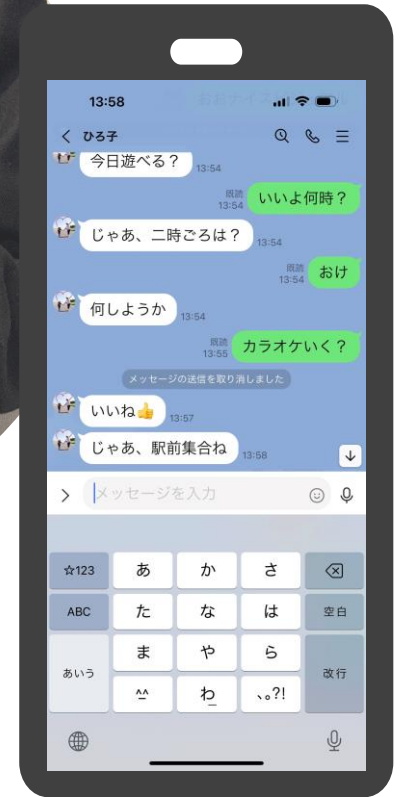 13:58
ひろ子
今日遊べる？
13:54
既読
13:54
いいよ何時？
じゃあ、二時ごろは？
13:54
既読
13:54
おけ
何しようか
13:54
既読
13:55
カラオケいく？
メッセージの送信を取り消しました
いいね👍
13:57
じゃあ、駅前集合ね
13:58
メッセージを入力
☆123 あ か さ
ABC た な は 空白
あいう ま や ら 改行
^^ わ 、。?!